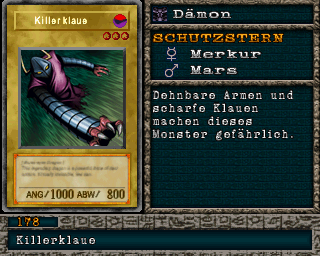 Killerklaue
ANG/ 1000 ABW/ 800
Dämon
SCHUTZSTERN
Merkur
Mars
Dehnbare Armen und
scharfe Klauen
machen dieses
Monster gefährlich.
178
Killerklaue